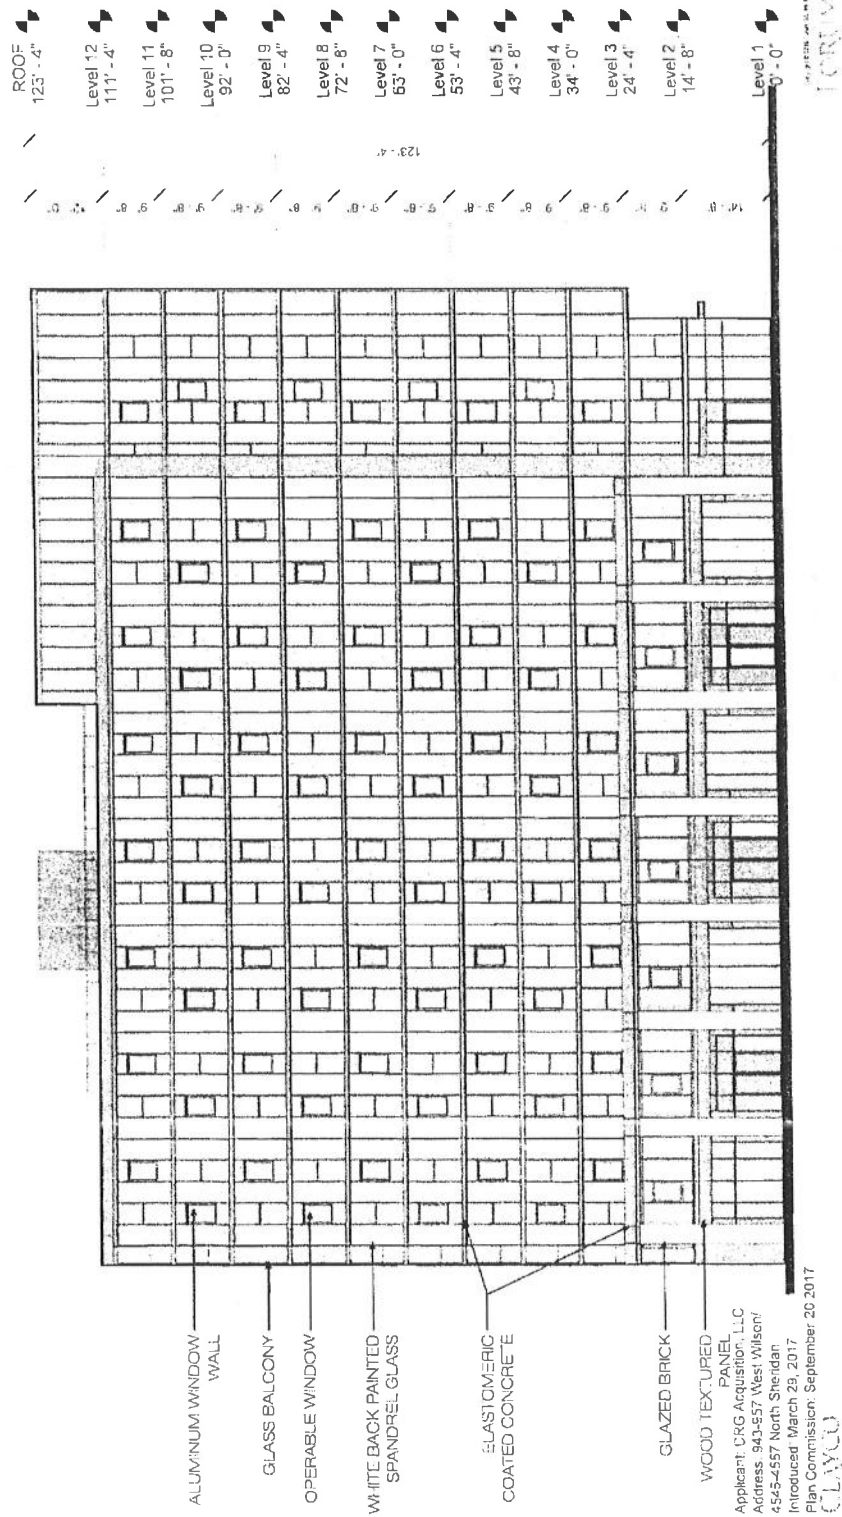 ROOF
123' - 4"
Level 12
111' - 4"
Level 11
101' - 8"
Level 10
92' - 0"
Level 9
82' - 4"
Level 8
72' - 8"
Level 7
63' - 0"
Level 6
53' - 4"
Level 5
43' - 8"
Level 4
34' - 0"
Level 3
24' - 4"
Level 2
14' - 8"
Level 1
0' - 0"
123' - 4"
ALUMINUM WINDOW
WALL
GLASS BALCONY
OPERABLE WINDOW
WHITE BACK PAINTED
SPANDREL GLASS
ELASTOMERIC
COATED CONCRETE
GLAZED BRICK
WOOD TEXTURED
PANEL
Applicant: CRG Acquisition, LLC
Address: 943-957 West Wilson/
4545-4557 North Sheridan
Introduced: March 29, 2017
Plan Commission: September 20 2017
CLAYCO